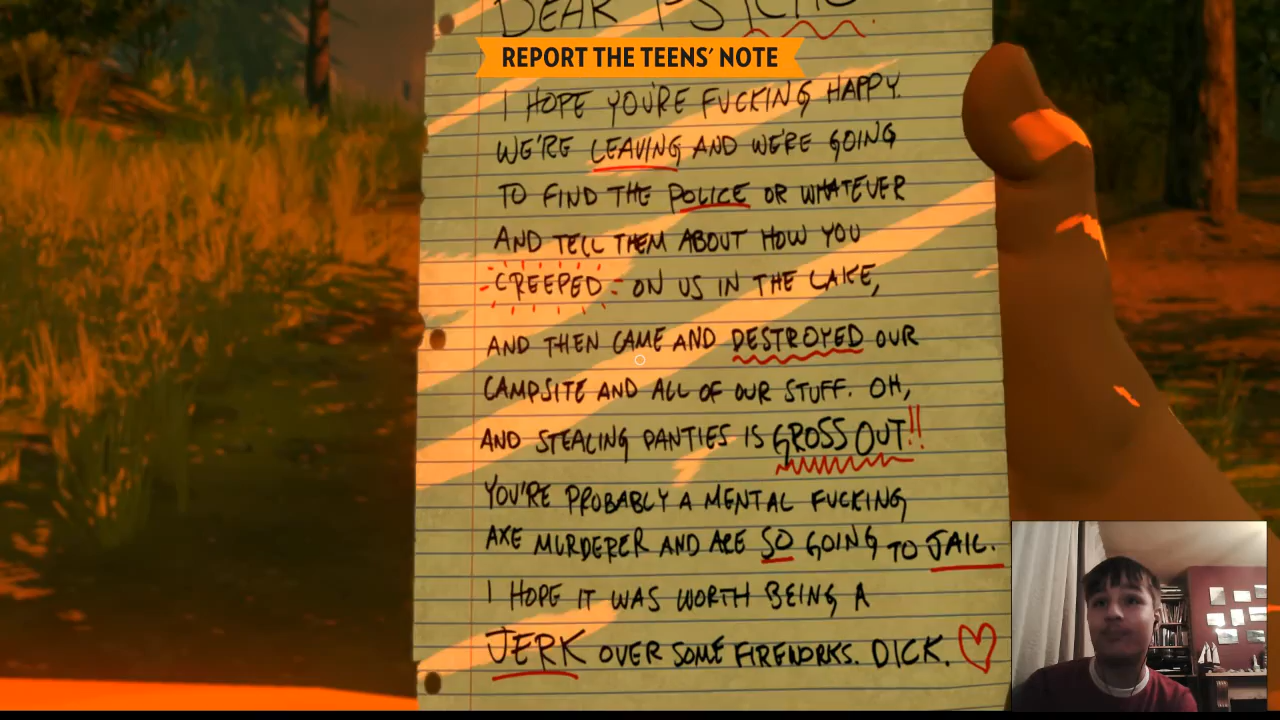 DEAR PSYCHO.
REPORT THE TEENS' NOTE
I HOPE YOU'RE FUCKING HAPPY.
WE'RE LEAVING AND WE'RE GOING
TO FIND THE POLICE OR WHATEVER
AND TELL THEM ABOUT HOW YOU
CREEPED ON US IN THE LAKE,
AND THEN CAME AND DESTROYED OUR
CAMPSITE AND ALL OF OUR STUFF. OH,
AND STEALING PANTIES IS GROSS OUT!!
YOU'RE PROBABLY A MENTAL FUCKING
AXE MURDERER AND ARE SO GOING TO JAIL.
I HOPE IT WAS WORTH BEING A
JERK OVER SOME FIREWORKS. DICK.